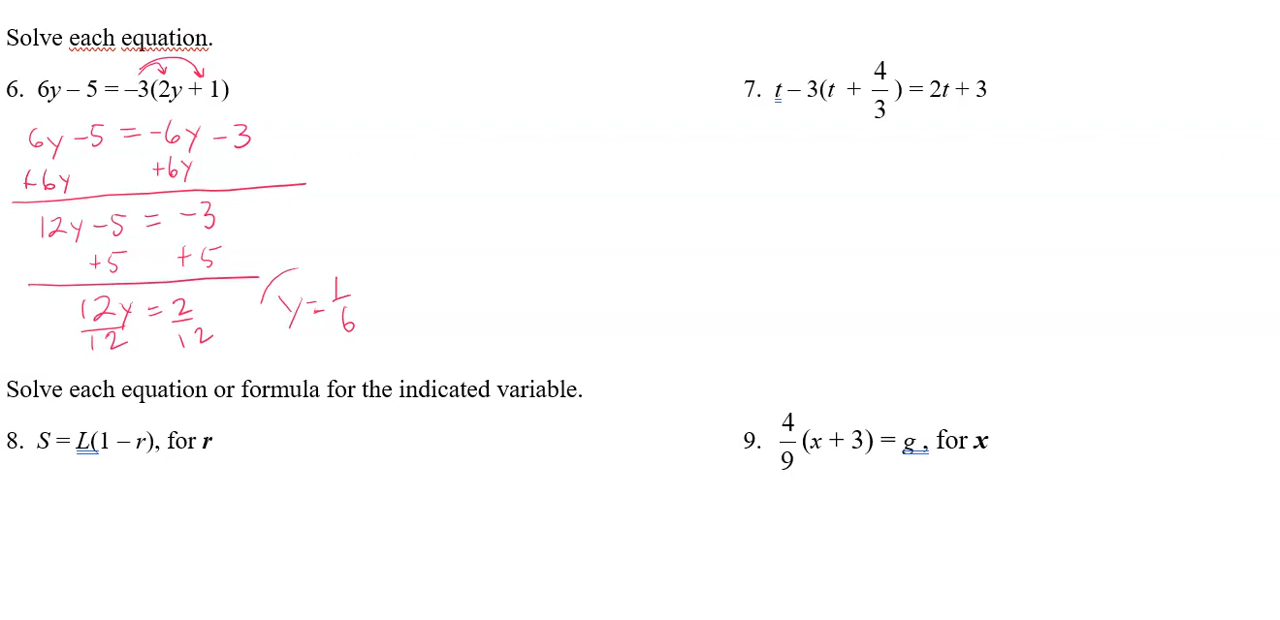 Solve each equation.
6. 6y – 5 = –3(2y + 1)
6y -5 = -6y -3
+6y +6y
12y -5 = -3
+5 +5
12y = 2
12 12
y = 1/6
7. t – 3(t + 4/3) = 2t + 3
Solve each equation or formula for the indicated variable.
8. S = L(1 – r), for r
9. 4/9 (x + 3) = g , for x